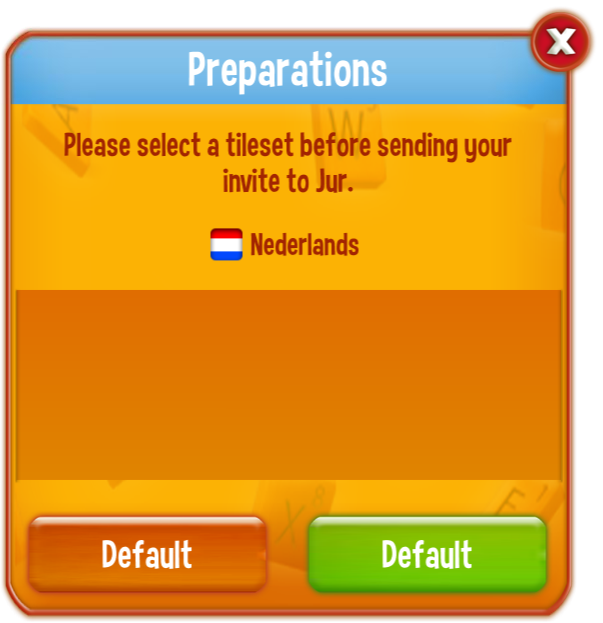 X
Preparations
Please select a tileset before sending your
invite to Jur.
Nederlands
Default
Default